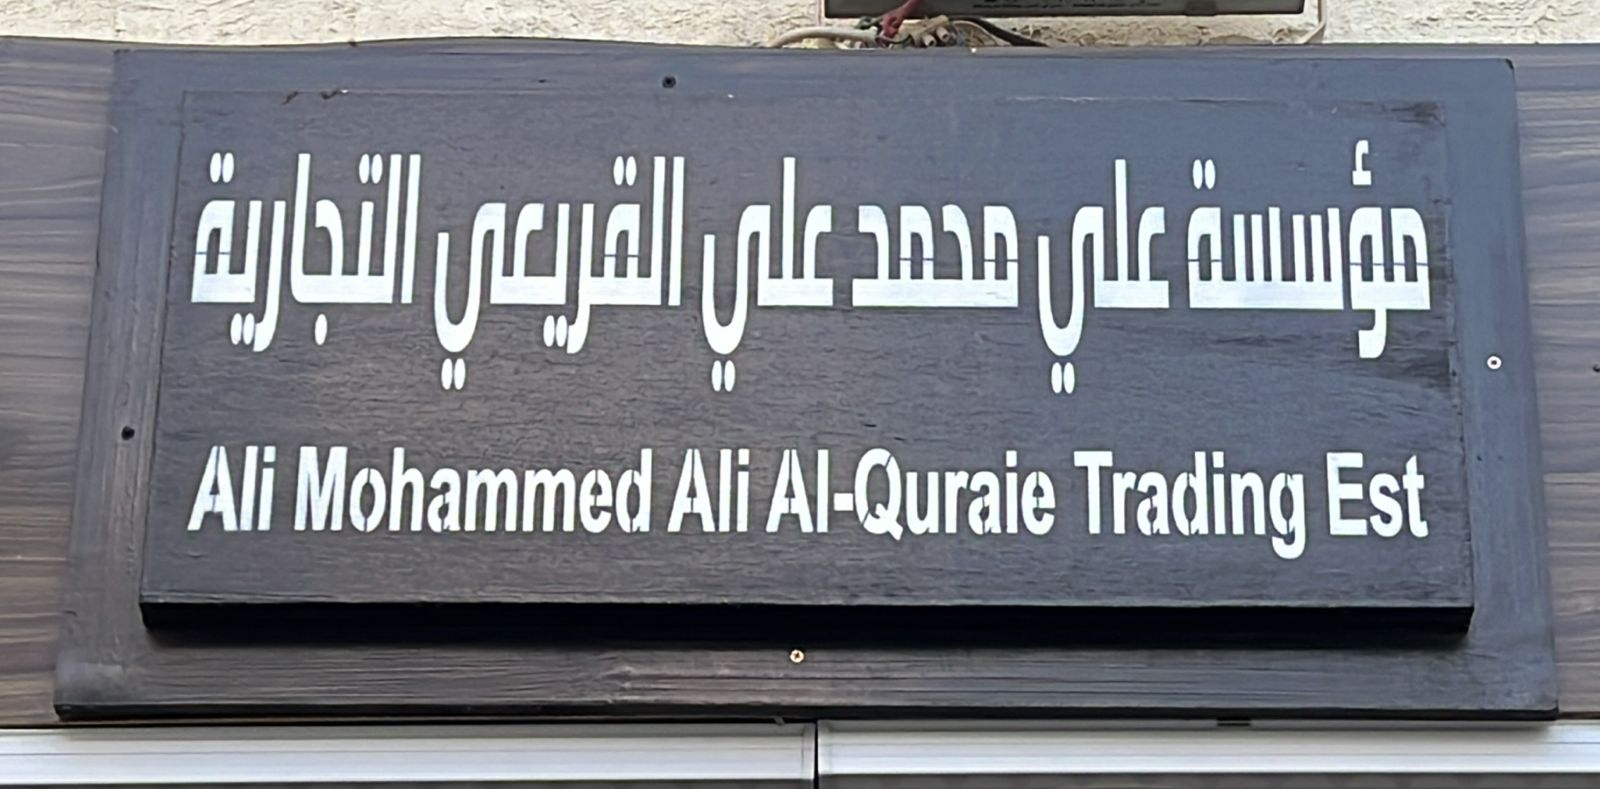 مؤسسة علي محمد علي القريعي التجارية
Ali Mohammed Ali Al-Quraie Trading Est